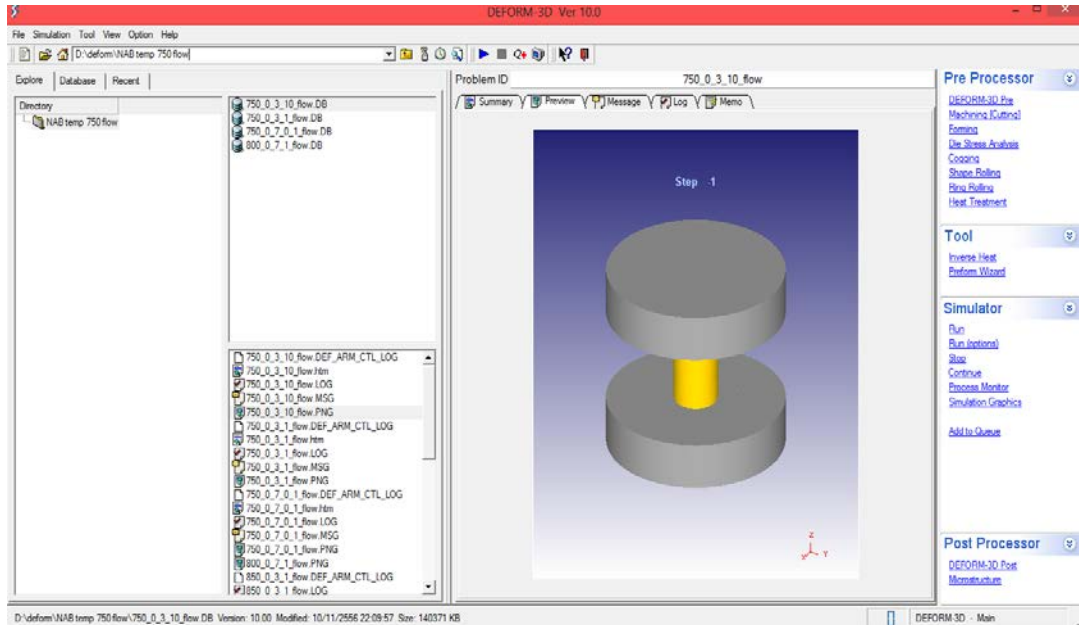 DEFORM-3D Ver 10.0
File Simulation Tool View Option Help
D:\deform\NAB temp 750 flow
Explore Database Recent
Directory
NAB temp 750 flow
750_0_3_10_flow.DB
750_0_3_1_flow.DB
750_0_7_0_1_flow.DB
800_0_7_1_flow.DB
750_0_3_10_flow.DEF_ARM_CTL_LOG
750_0_3_10_flow.htm
750_0_3_10_flow.LOG
750_0_3_10_flow.MSG
750_0_3_10_flow.PNG
750_0_3_1_flow.DEF_ARM_CTL_LOG
750_0_3_1_flow.htm
750_0_3_1_flow.LOG
750_0_3_1_flow.MSG
750_0_3_1_flow.PNG
750_0_7_0_1_flow.DEF_ARM_CTL_LOG
750_0_7_0_1_flow.htm
750_0_7_0_1_flow.LOG
750_0_7_0_1_flow.MSG
750_0_7_0_1_flow.PNG
800_0_7_1_flow.PNG
850_0_3_1_flow.DEF_ARM_CTL_LOG
850_0_3_1_flow.LOG
Problem ID 750_0_3_10_flow
Summary Preview Message Log Memo
Step -1
Z
X Y
Pre Processor
DEFORM-3D Pre
Machining (Cutting)
Forming
Die Stress Analysis
Cogging
Shape Rolling
Ring Rolling
Heat Treatment
Tool
Inverse Heat
Preform Wizard
Simulator
Run
Run (options)
Stop
Continue
Process Monitor
Simulation Graphics
Add to Queue
Post Processor
DEFORM-3D Post
Microstructure
D:\deform\NAB temp 750 flow\750_0_3_10_flow.DB Version: 10.00 Modified: 10/11/2556 22:09:57 Size: 140371 KB
DEFORM-3D - Main